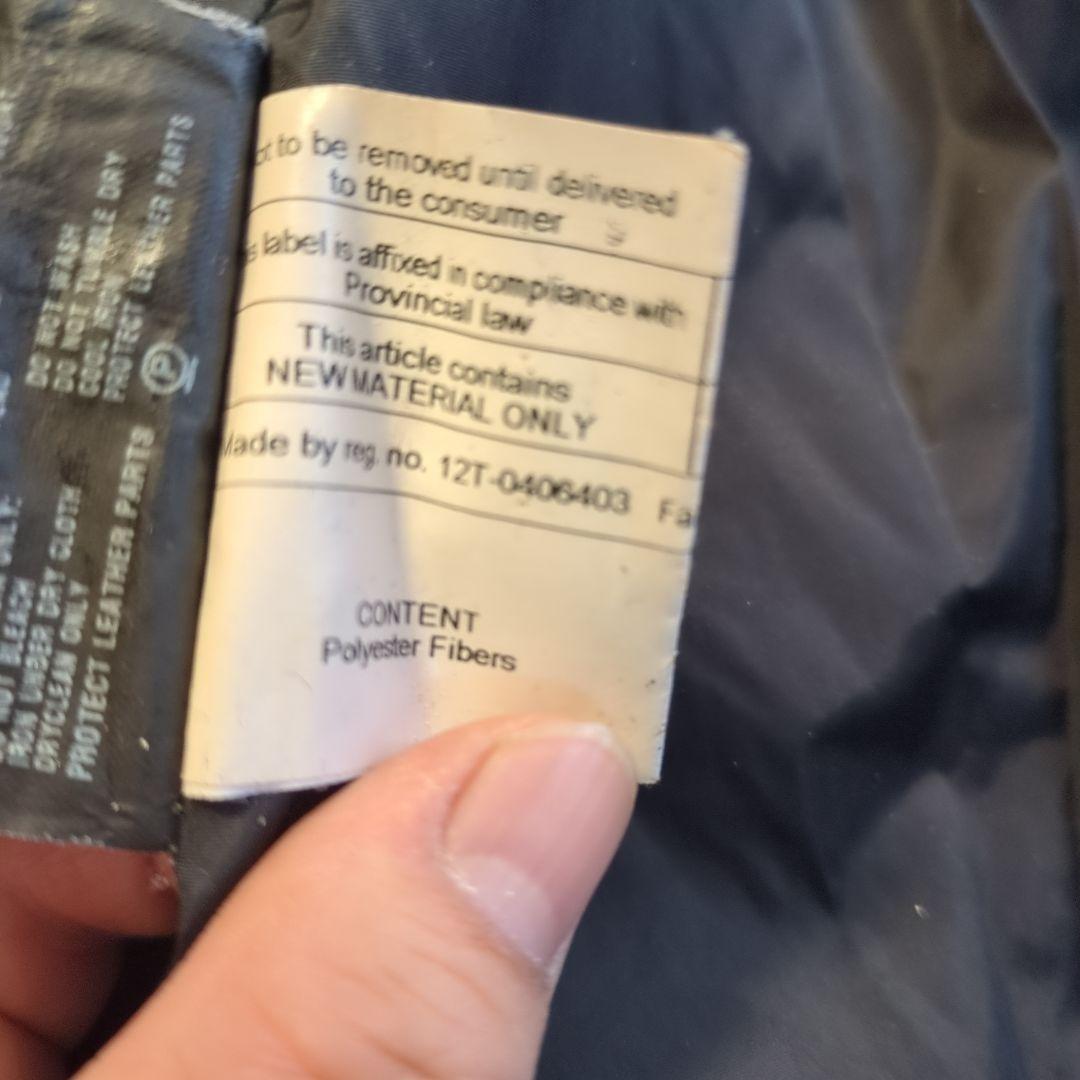 to be removed until delivered
to the consumer
label is affixed in compliance with
Provincial law
This article contains
NEW MATERIAL ONLY
Made by reg. no. 12T-0406403 Fa
CONTENT
Polyester Fibers
DO NOT WASH
DO NOT TUMBLE DRY
PROTECT LEATHER PARTS
P
ONLY.
NOT BLEACH
IRON UNDER DRY CLOTH
DRYCLEAN ONLY
PROTECT LEATHER PARTS